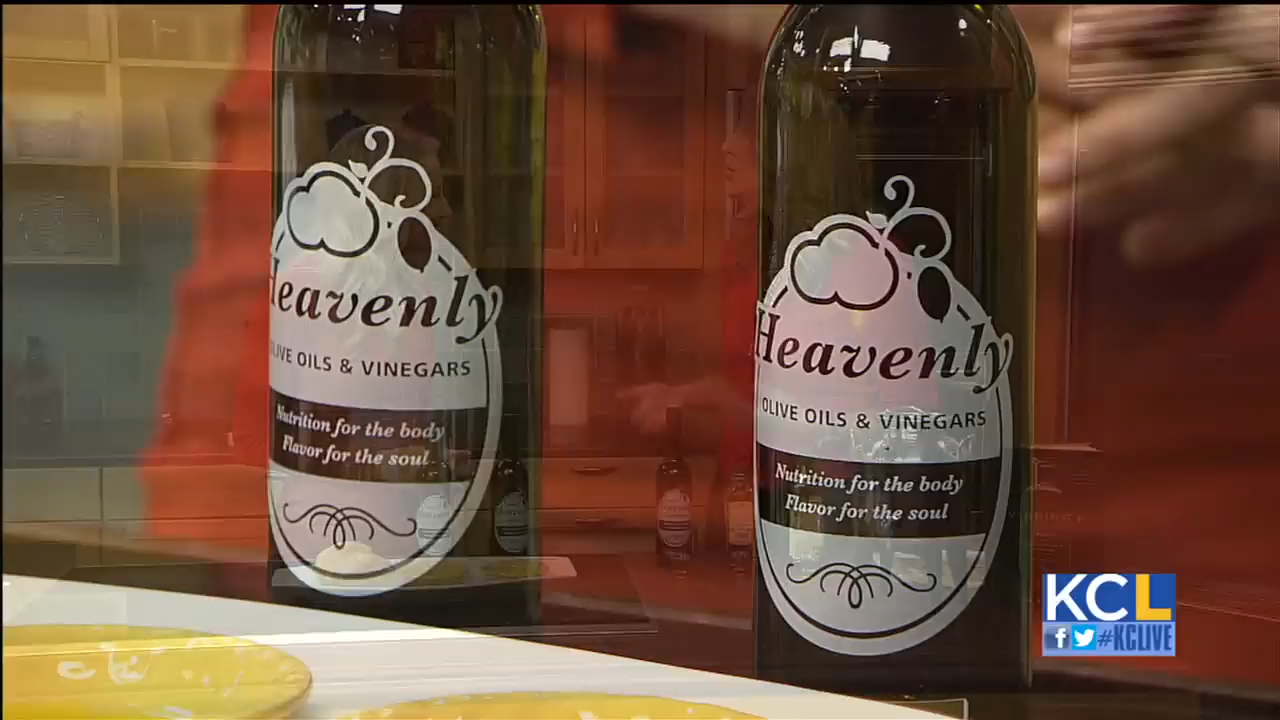 Heavenly
OLIVE OILS & VINEGARS
Nutrition for the body
Flavor for the soul
Heavenly
OLIVE OILS & VINEGARS
Nutrition for the body
Flavor for the soul
KCL
#KCLIVE